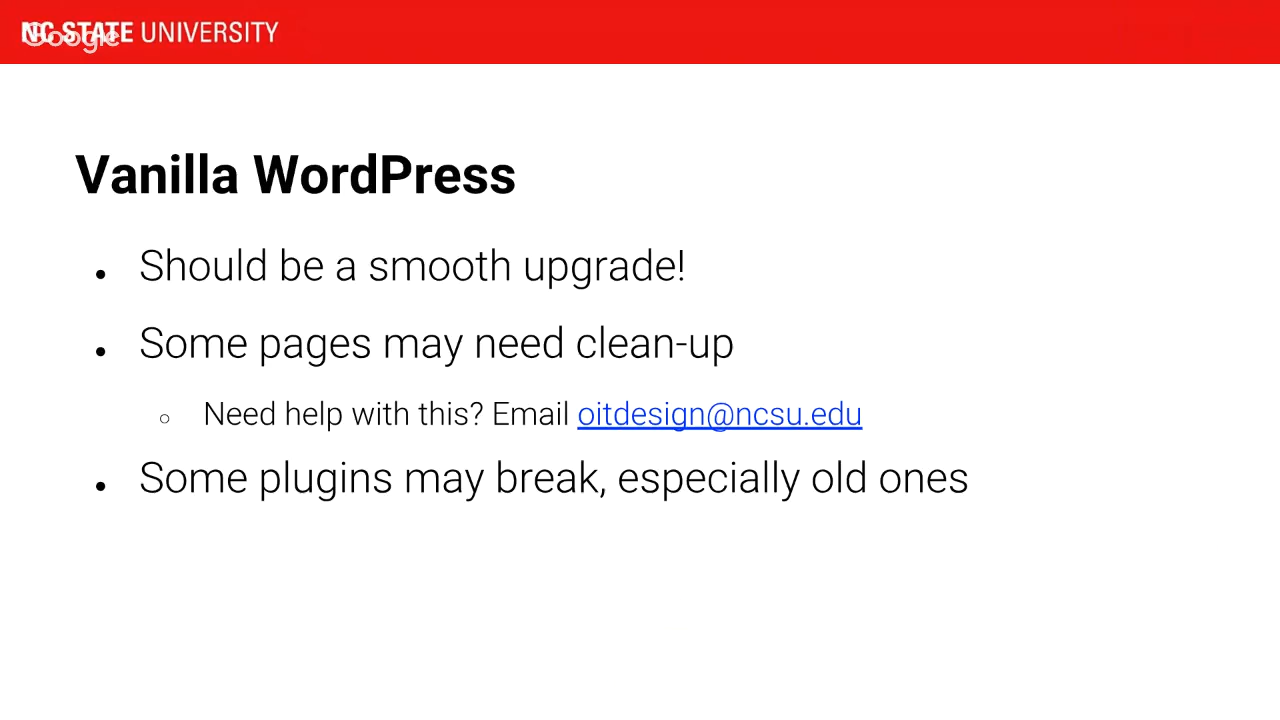 NC STATE UNIVERSITY
Google
Vanilla WordPress
● Should be a smooth upgrade!
● Some pages may need clean-up
○ Need help with this? Email oitdesign@ncsu.edu
● Some plugins may break, especially old ones